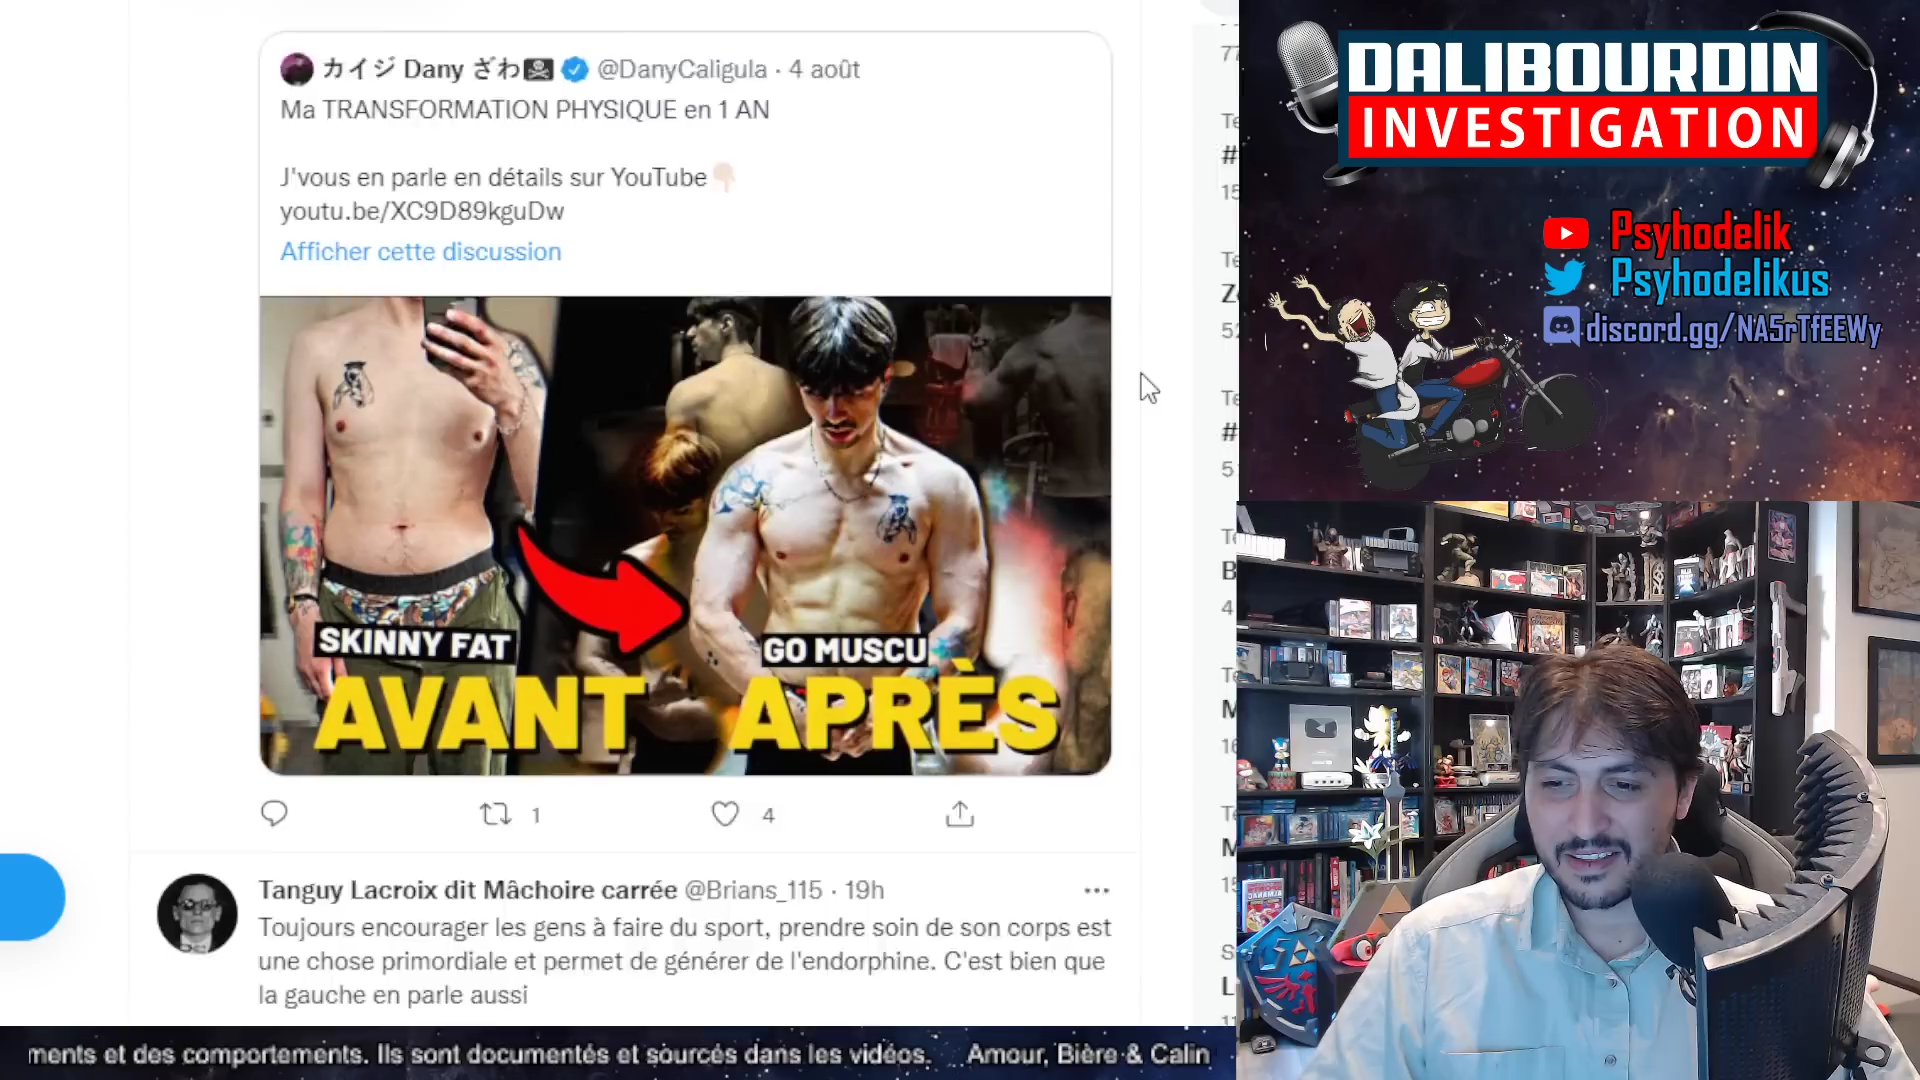 カイジ Dany ざわ☠ @DanyCaligula · 4 août
Ma TRANSFORMATION PHYSIQUE en 1 AN
J'vous en parle en détails sur YouTube👇🏻
youtu.be/XC9D89kguDw
Afficher cette discussion
SKINNY FAT
GO MUSCU
AVANT
APRÈS
1
4
Tanguy Lacroix dit Mâchoire carrée @Brians_115 · 19h
Toujours encourager les gens à faire du sport, prendre soin de son corps est
une chose primordiale et permet de générer de l'endorphine. C'est bien que
la gauche en parle aussi
DALIBOURDIN
INVESTIGATION
Psyhodelik
Psyhodelikus
discord.gg/NA5rTfEEWy
ments et des comportements. Ils sont documentés et sourcés dans les vidéos. Amour, Bière & Calin